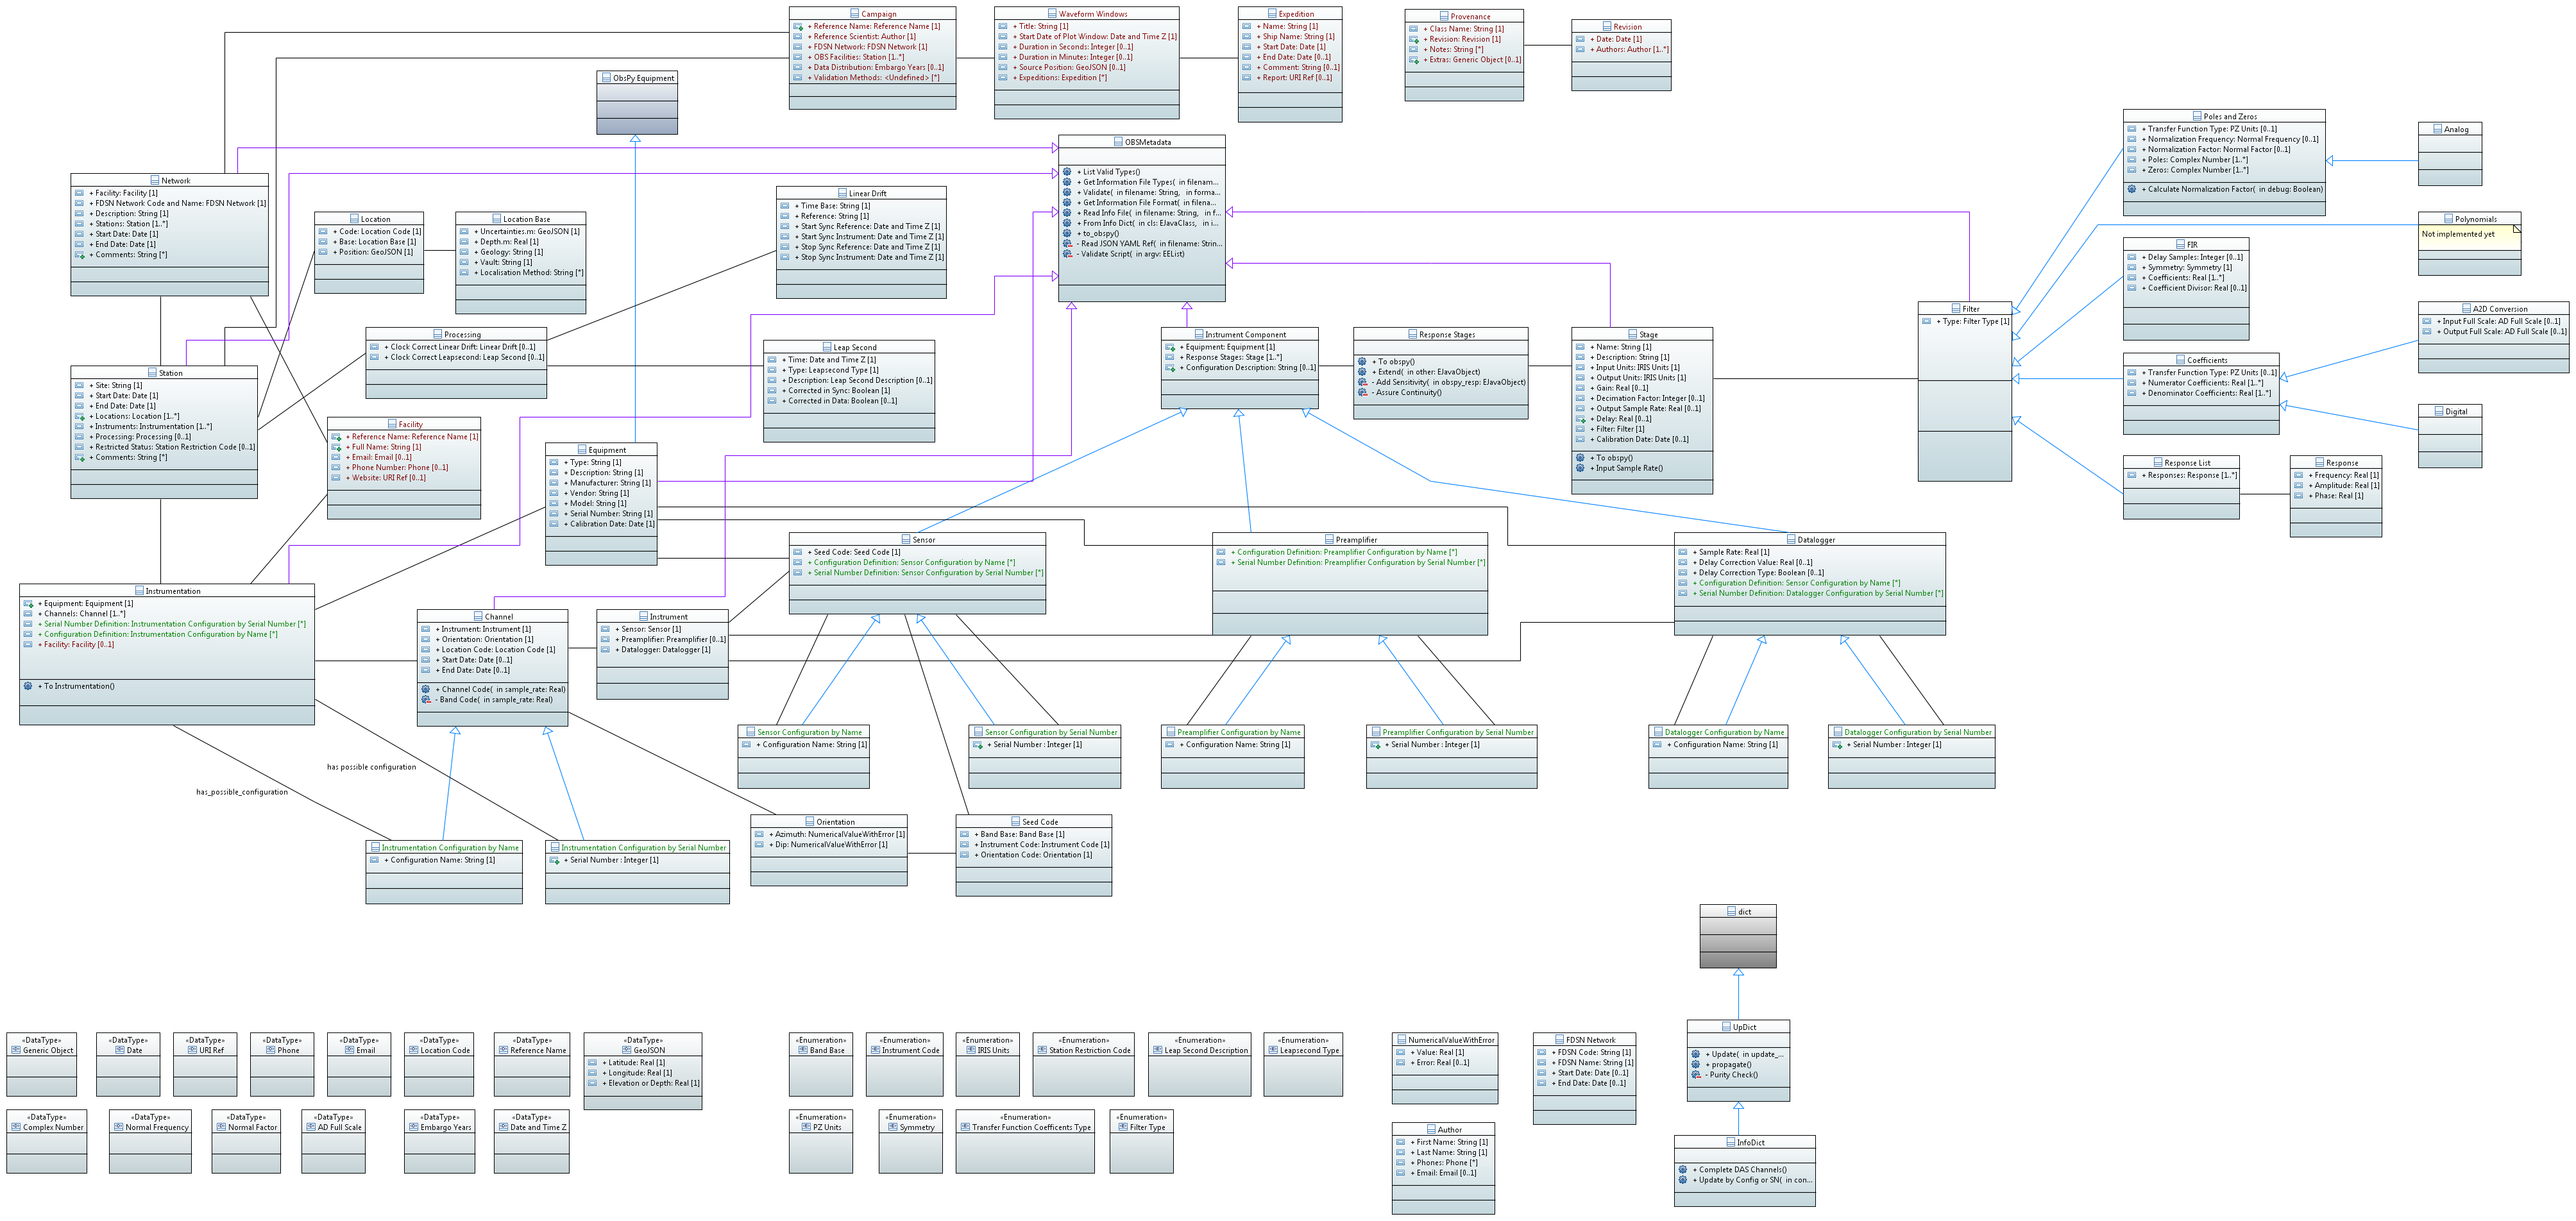 Campaign
+ Reference Name: Reference Name [1]
+ Reference Scientist: Author [1]
+ FDSN Network: FDSN Network [1]
+ OBS Facilities: Station [1..*]
+ Data Distribution: Embargo Years [0..1]
+ Validation Methods: <Undefined> [*]
Waveform Windows
+ Title: String [1]
+ Start Date of Plot Window: Date and Time Z [1]
+ Duration in Seconds: Integer [0..1]
+ Duration in Minutes: Integer [0..1]
+ Source Position: GeoJSON [0..1]
+ Expeditions: Expedition [*]
Expedition
+ Name: String [1]
+ Ship Name: String [1]
+ Start Date: Date [1]
+ End Date: Date [0..1]
+ Comment: String [0..1]
+ Report: URI Ref [0..1]
Provenance
+ Class Name: String [1]
+ Revision: Revision [1]
+ Notes: String [*]
+ Extras: Generic Object [0..1]
Revision
+ Date: Date [1]
+ Authors: Author [1..*]
ObsPy Equipment
OBSMetadata
+ List Valid Types()
+ Get Information File Types( in filenam...
+ Validate( in filename: String, in forma...
+ Get Information File Format( in filena...
+ Read Info File( in filename: String, in f...
+ From Info Dict( in cls: EJavaClass, in i...
+ to_obspy()
- Read JSON YAML Ref( in filename: Strin...
- Validate Script( in argv: EEList)
Poles and Zeros
+ Transfer Function Type: PZ Units [0..1]
+ Normalization Frequency: Normal Frequency [0..1]
+ Normalization Factor: Normal Factor [0..1]
+ Poles: Complex Number [1..*]
+ Zeros: Complex Number [1..*]
+ Calculate Normalization Factor( in debug: Boolean)
Analog
Network
+ Facility: Facility [1]
+ FDSN Network Code and Name: FDSN Network [1]
+ Description: String [1]
+ Stations: Station [1..*]
+ Start Date: Date [1]
+ End Date: Date [1]
+ Comments: String [*]
Location
+ Code: Location Code [1]
+ Base: Location Base [1]
+ Position: GeoJSON [1]
Location Base
+ Uncertainties.m: GeoJSON [1]
+ Depth.m: Real [1]
+ Geology: String [1]
+ Vault: String [1]
+ Localisation Method: String [*]
Linear Drift
+ Time Base: String [1]
+ Reference: String [1]
+ Start Sync Reference: Date and Time Z [1]
+ Start Sync Instrument: Date and Time Z [1]
+ Stop Sync Reference: Date and Time Z [1]
+ Stop Sync Instrument: Date and Time Z [1]
Polynomials
Not implemented yet
FIR
+ Delay Samples: Integer [0..1]
+ Symmetry: Symmetry [1]
+ Coefficients: Real [1..*]
+ Coefficient Divisor: Real [0..1]
Filter
+ Type: Filter Type [1]
A2D Conversion
+ Input Full Scale: AD Full Scale [0..1]
+ Output Full Scale: AD Full Scale [0..1]
Processing
+ Clock Correct Linear Drift: Linear Drift [0..1]
+ Clock Correct Leapsecond: Leap Second [0..1]
Leap Second
+ Time: Date and Time Z [1]
+ Type: Leapsecond Type [1]
+ Description: Leap Second Description [0..1]
+ Corrected in Sync: Boolean [1]
+ Corrected in Data: Boolean [0..1]
Instrument Component
+ Equipment: Equipment [1]
+ Response Stages: Stage [1..*]
+ Configuration Description: String [0..1]
Response Stages
+ To obspy()
+ Extend( in other: EJavaObject)
- Add Sensitivity( in obspy_resp: EJavaObject)
- Assure Continuity()
Stage
+ Name: String [1]
+ Description: String [1]
+ Input Units: IRIS Units [1]
+ Output Units: IRIS Units [1]
+ Gain: Real [0..1]
+ Decimation Factor: Integer [0..1]
+ Output Sample Rate: Real [0..1]
+ Delay: Real [0..1]
+ Filter: Filter [1]
+ Calibration Date: Date [0..1]
+ To obspy()
+ Input Sample Rate()
Coefficients
+ Transfer Function Type: PZ Units [0..1]
+ Numerator Coefficients: Real [1..*]
+ Denominator Coefficients: Real [1..*]
Digital
Station
+ Site: String [1]
+ Start Date: Date [1]
+ End Date: Date [1]
+ Locations: Location [1..*]
+ Instruments: Instrumentation [1..*]
+ Processing: Processing [0..1]
+ Restricted Status: Station Restriction Code [0..1]
+ Comments: String [*]
Facility
+ Reference Name: Reference Name [1]
+ Full Name: String [1]
+ Email: Email [0..1]
+ Phone Number: Phone [0..1]
+ Website: URI Ref [0..1]
Equipment
+ Type: String [1]
+ Description: String [1]
+ Manufacturer: String [1]
+ Vendor: String [1]
+ Model: String [1]
+ Serial Number: String [1]
+ Calibration Date: Date [1]
Response List
+ Responses: Response [1..*]
Response
+ Frequency: Real [1]
+ Amplitude: Real [1]
+ Phase: Real [1]
Sensor
+ Seed Code: Seed Code [1]
+ Configuration Definition: Sensor Configuration by Name [*]
+ Serial Number Definition: Sensor Configuration by Serial Number [*]
Preamplifier
+ Configuration Definition: Preamplifier Configuration by Name [*]
+ Serial Number Definition: Preamplifier Configuration by Serial Number [*]
Datalogger
+ Sample Rate: Real [1]
+ Delay Correction Value: Real [0..1]
+ Delay Correction Type: Boolean [0..1]
+ Configuration Definition: Sensor Configuration by Name [*]
+ Serial Number Definition: Datalogger Configuration by Serial Number [*]
Instrumentation
+ Equipment: Equipment [1]
+ Channels: Channel [1..*]
+ Serial Number Definition: Instrumentation Configuration by Serial Number [*]
+ Configuration Definition: Instrumentation Configuration by Name [*]
+ Facility: Facility [0..1]
+ To Instrumentation()
Channel
+ Instrument: Instrument [1]
+ Orientation: Orientation [1]
+ Location Code: Location Code [1]
+ Start Date: Date [0..1]
+ End Date: Date [0..1]
+ Channel Code( in sample_rate: Real)
- Band Code( in sample_rate: Real)
Instrument
+ Sensor: Sensor [1]
+ Preamplifier: Preamplifier [0..1]
+ Datalogger: Datalogger [1]
Sensor Configuration by Name
+ Configuration Name: String [1]
Sensor Configuration by Serial Number
+ Serial Number : Integer [1]
Preamplifier Configuration by Name
+ Configuration Name: String [1]
Preamplifier Configuration by Serial Number
+ Serial Number : Integer [1]
Datalogger Configuration by Name
+ Configuration Name: String [1]
Datalogger Configuration by Serial Number
+ Serial Number : Integer [1]
has possible configuration
has_possible_configuration
Instrumentation Configuration by Name
+ Configuration Name: String [1]
Instrumentation Configuration by Serial Number
+ Serial Number : Integer [1]
Orientation
+ Azimuth: NumericalValueWithError [1]
+ Dip: NumericalValueWithError [1]
Seed Code
+ Band Base: Band Base [1]
+ Instrument Code: Instrument Code [1]
+ Orientation Code: Orientation [1]
dict
UpDict
+ Update( in update_...
+ propagate()
- Purity Check()
InfoDict
+ Complete DAS Channels()
+ Update by Config or SN( in con...
«DataType»
Generic Object
«DataType»
Date
«DataType»
URI Ref
«DataType»
Phone
«DataType»
Email
«DataType»
Location Code
«DataType»
Reference Name
«DataType»
GeoJSON
+ Latitude: Real [1]
+ Longitude: Real [1]
+ Elevation or Depth: Real [1]
«Enumeration»
Band Base
«Enumeration»
Instrument Code
«Enumeration»
IRIS Units
«Enumeration»
Station Restriction Code
«Enumeration»
Leap Second Description
«Enumeration»
Leapsecond Type
NumericalValueWithError
+ Value: Real [1]
+ Error: Real [0..1]
FDSN Network
+ FDSN Code: String [1]
+ FDSN Name: String [1]
+ Start Date: Date [0..1]
+ End Date: Date [0..1]
«DataType»
Complex Number
«DataType»
Normal Frequency
«DataType»
Normal Factor
«DataType»
AD Full Scale
«DataType»
Embargo Years
«DataType»
Date and Time Z
«Enumeration»
PZ Units
«Enumeration»
Symmetry
«Enumeration»
Transfer Function Coefficents Type
«Enumeration»
Filter Type
Author
+ First Name: String [1]
+ Last Name: String [1]
+ Phones: Phone [*]
+ Email: Email [0..1]